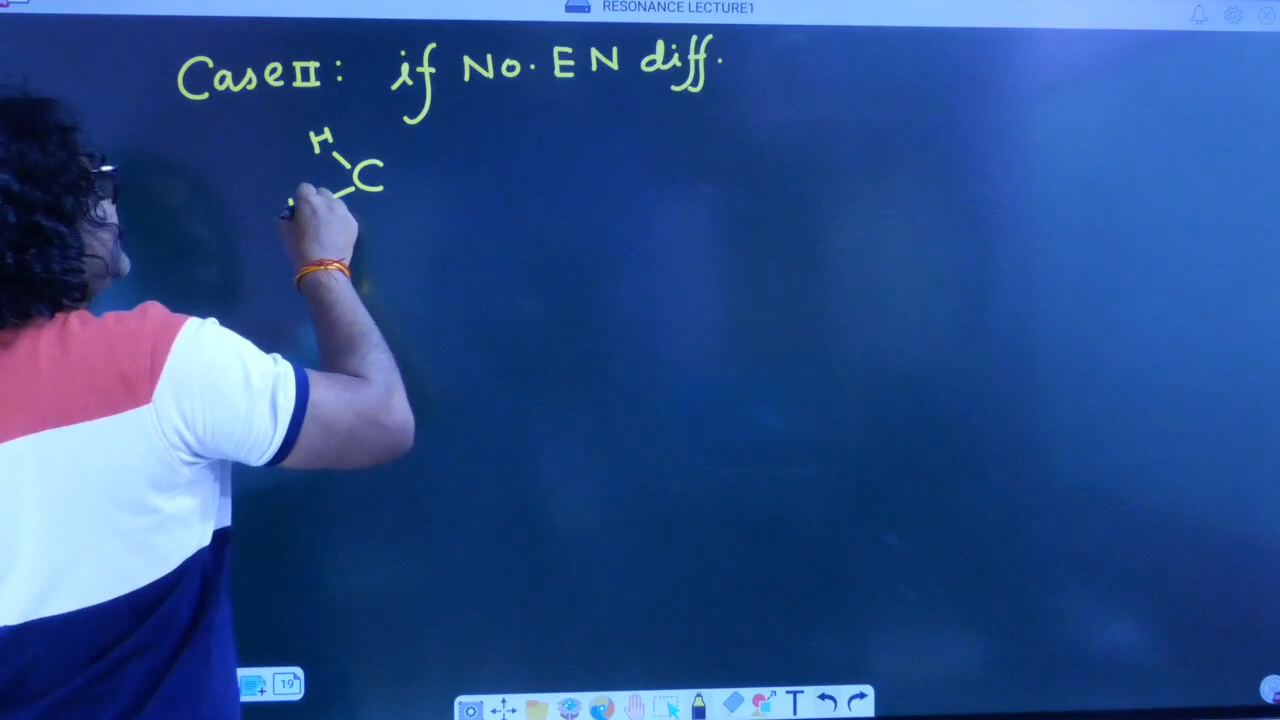 RESONANCE LECTURE1
Case II : if No. EN diff.
H
C
19
T